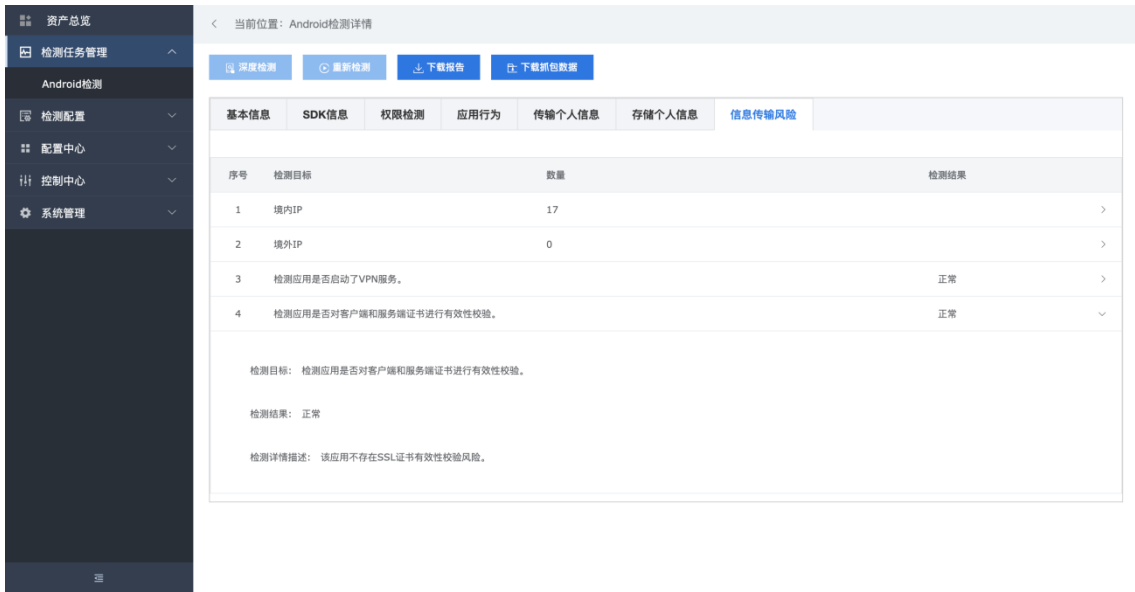 资产总览
检测任务管理
Android检测
检测配置
配置中心
控制中心
系统管理
当前位置：Android检测详情
深度检测 重新检测 下载报告 下载抓包数据
基本信息 SDK信息 权限检测 应用行为 传输个人信息 存储个人信息 信息传输风险
序号 检测目标 数量 检测结果
1 境内IP 17
2 境外IP 0
3 检测应用是否启动了VPN服务。 正常
4 检测应用是否对客户端和服务端证书进行有效性校验。 正常
检测目标： 检测应用是否对客户端和服务端证书进行有效性校验。
检测结果： 正常
检测详情描述： 该应用不存在SSL证书有效性校验风险。